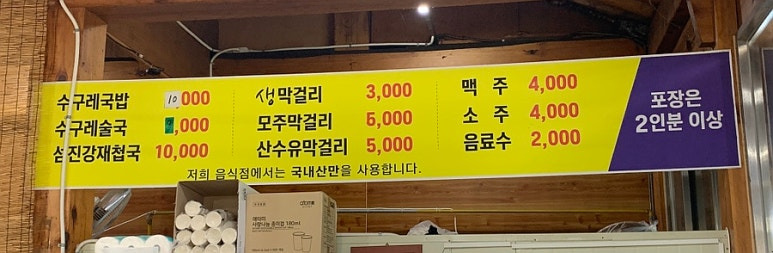 수구레국밥 10,000
수구레술국 ,000
섬진강재첩국 10,000
생막걸리 3,000
모주막걸리 5,000
산수유막걸리 5,000
맥 주 4,000
소 주 4,000
음료수 2,000
저희 음식점에서는 국내산만을 사용합니다.
포장은
2인분 이상
애터미
180ml